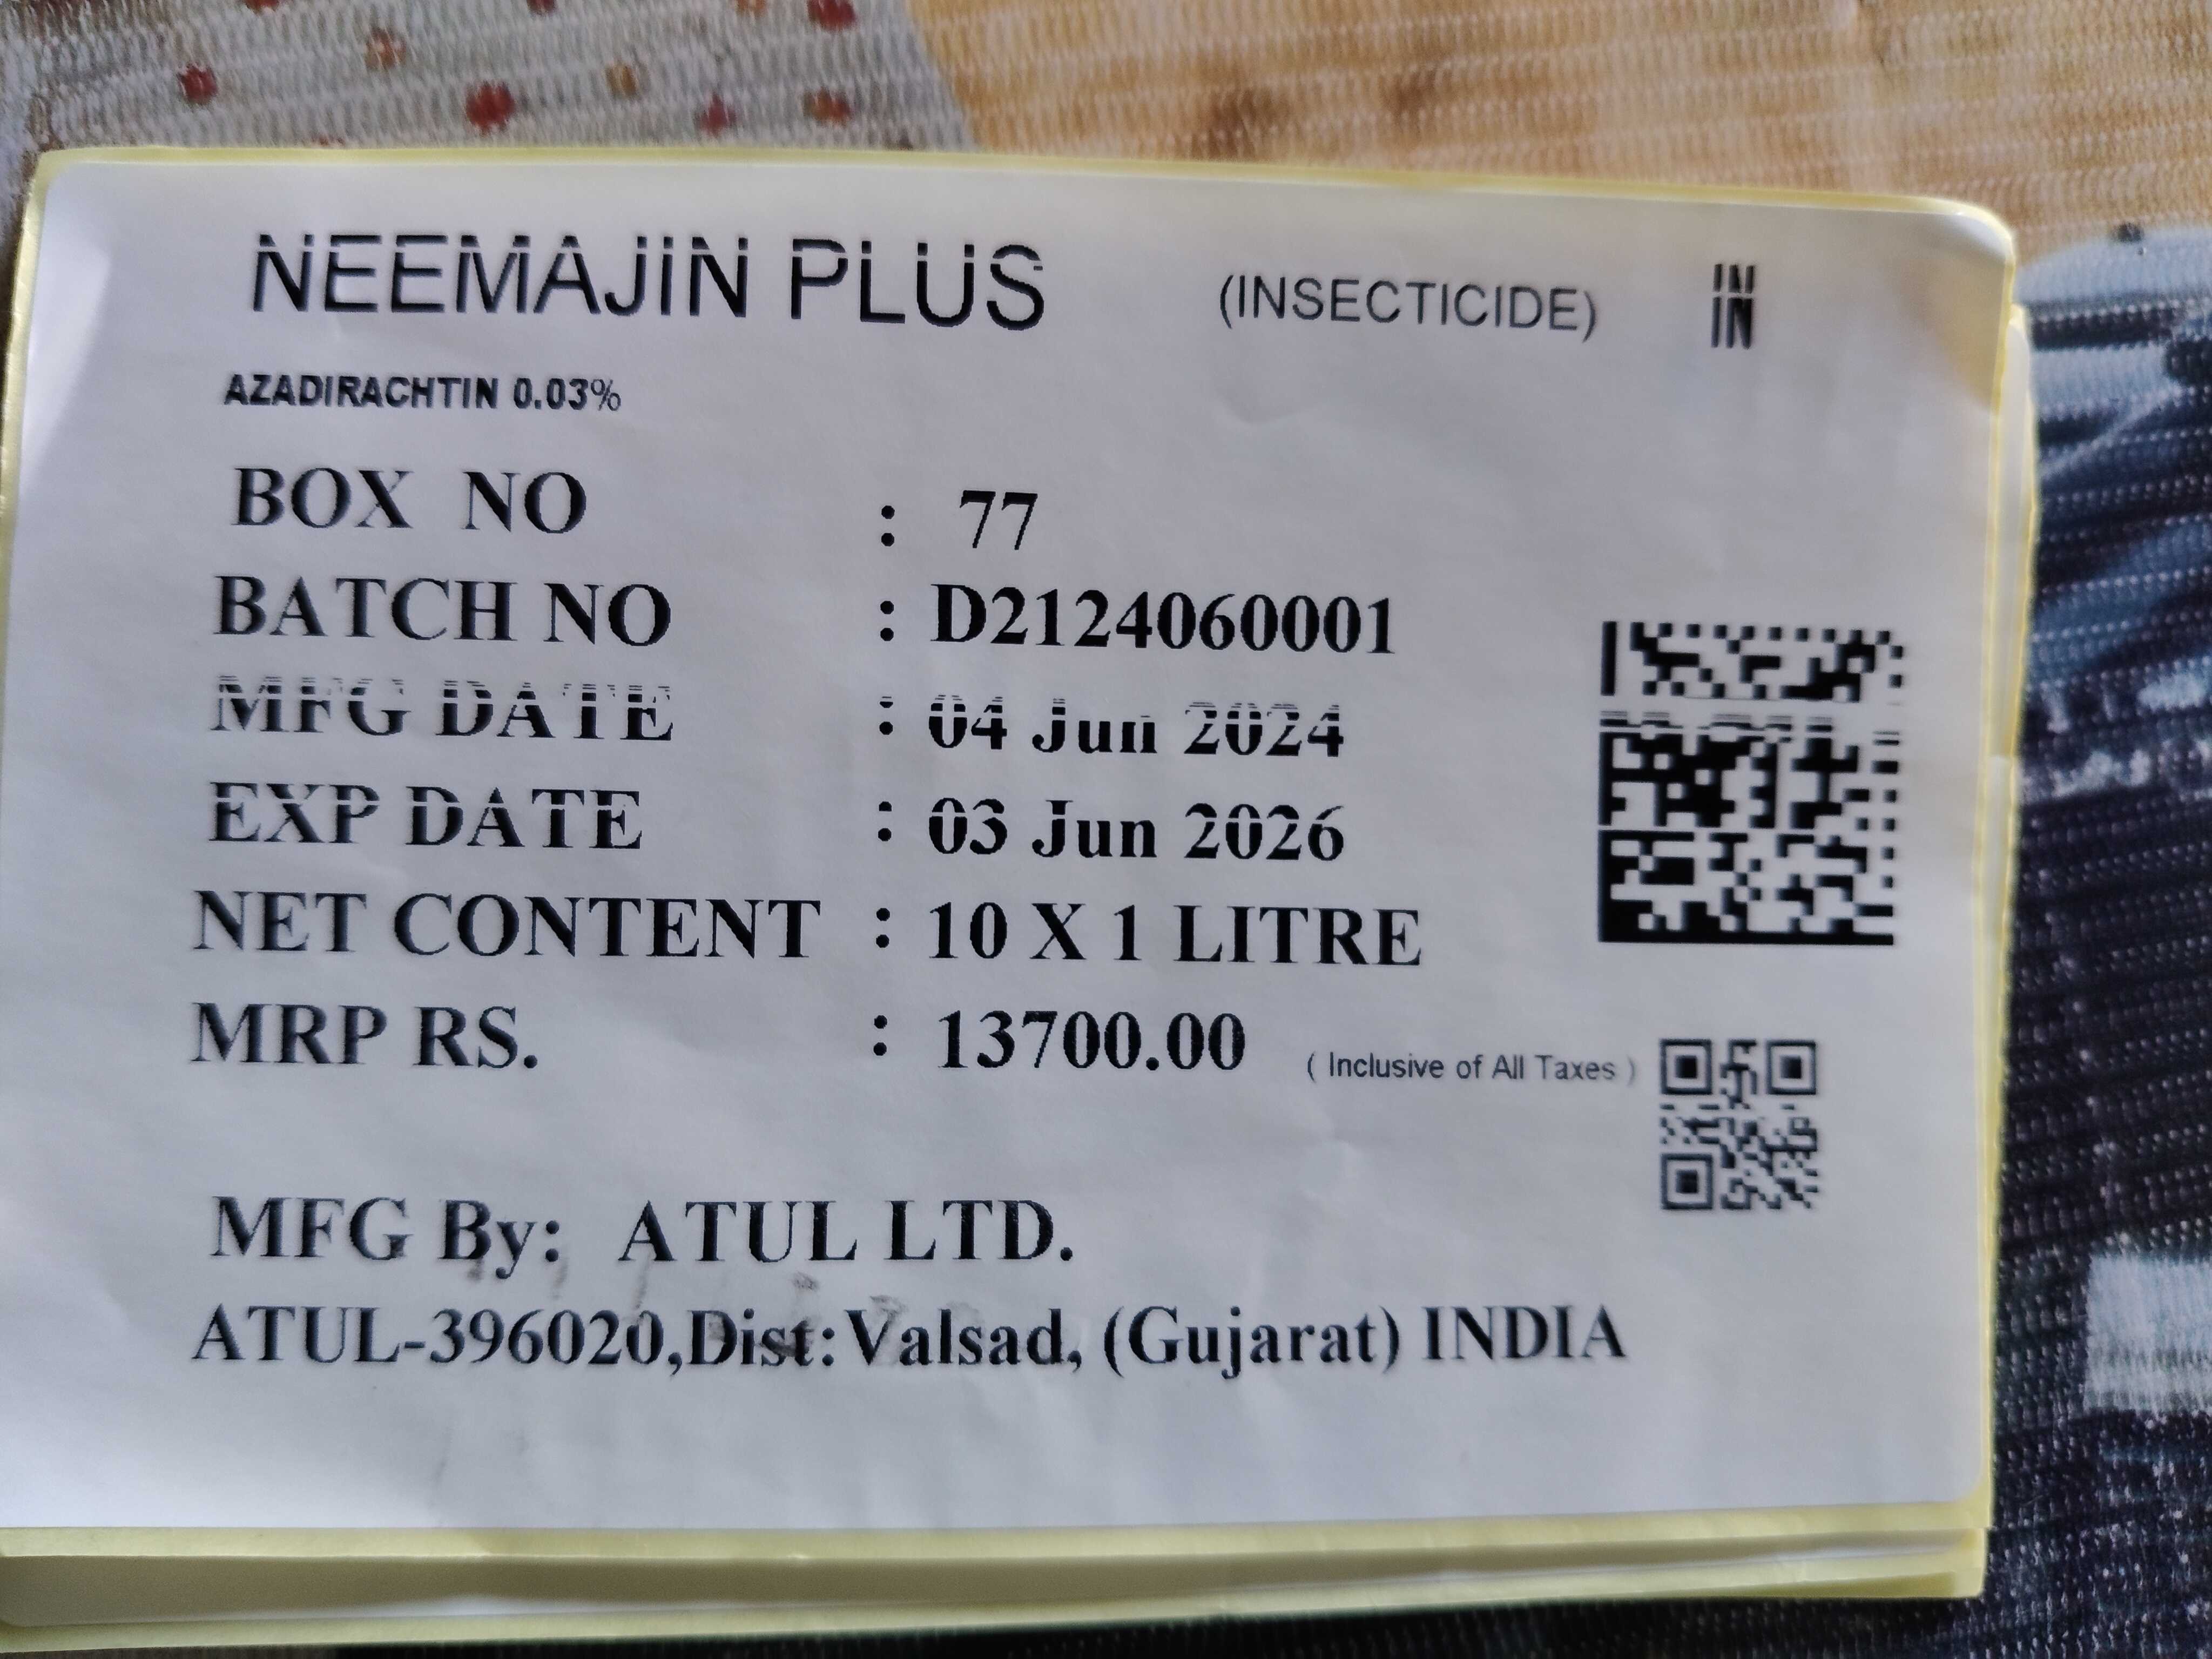 NEEMAJIN PLUS (INSECTICIDE) IN
AZADIRACHTIN 0.03%
BOX NO : 77
BATCH NO : D2124060001
MFG DATE : 04 Jun 2024
EXP DATE : 03 Jun 2026
NET CONTENT : 10 X 1 LITRE
MRP RS. : 13700.00 ( Inclusive of All Taxes )
MFG By: ATUL LTD.
ATUL-396020,Dist:Valsad, (Gujarat) INDIA